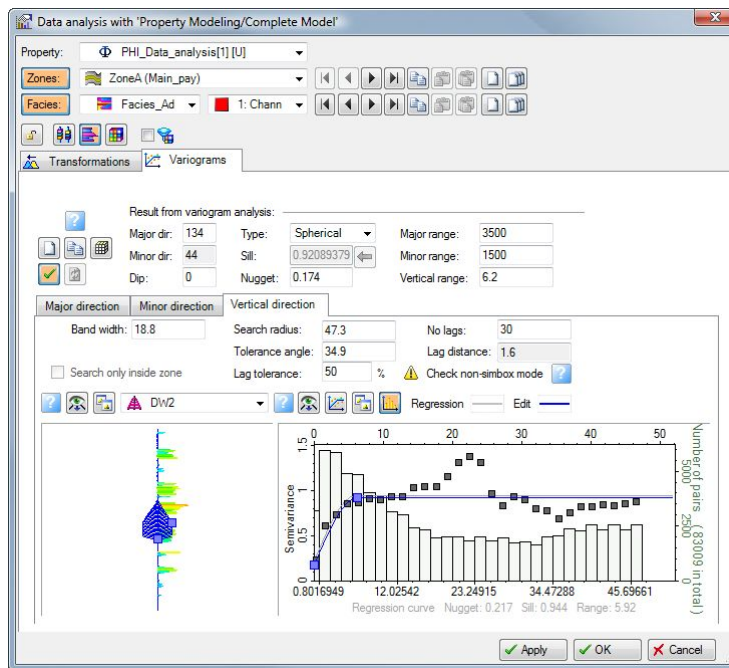 Data analysis with 'Property Modeling/Complete Model'
Property: Φ PHI_Data_analysis[1] [U]
Zones: ZoneA (Main_pay)
Facies: Facies_Ad 1: Chann
Transformations Variograms
Result from variogram analysis:
Major dir: 134 Type: Spherical Major range: 3500
Minor dir: 44 Sill: 0.92089379 Minor range: 1500
Dip: 0 Nugget: 0.174 Vertical range: 6.2
Major direction Minor direction Vertical direction
Band width: 18.8 Search radius: 47.3 No lags: 30
Tolerance angle: 34.9 Lag distance: 1.6
Search only inside zone Lag tolerance: 50 % Check non-simbox mode
DW2 Regression Edit
0 10 20 30 40 50
1.5
1
0.5
0
Semivariance
5000
2500
0
Number of pairs (83009 in total)
0.8016949 12.02542 23.24915 34.47288 45.69661
Regression curve Nugget: 0.217 Sill: 0.944 Range: 5.92
Apply OK Cancel